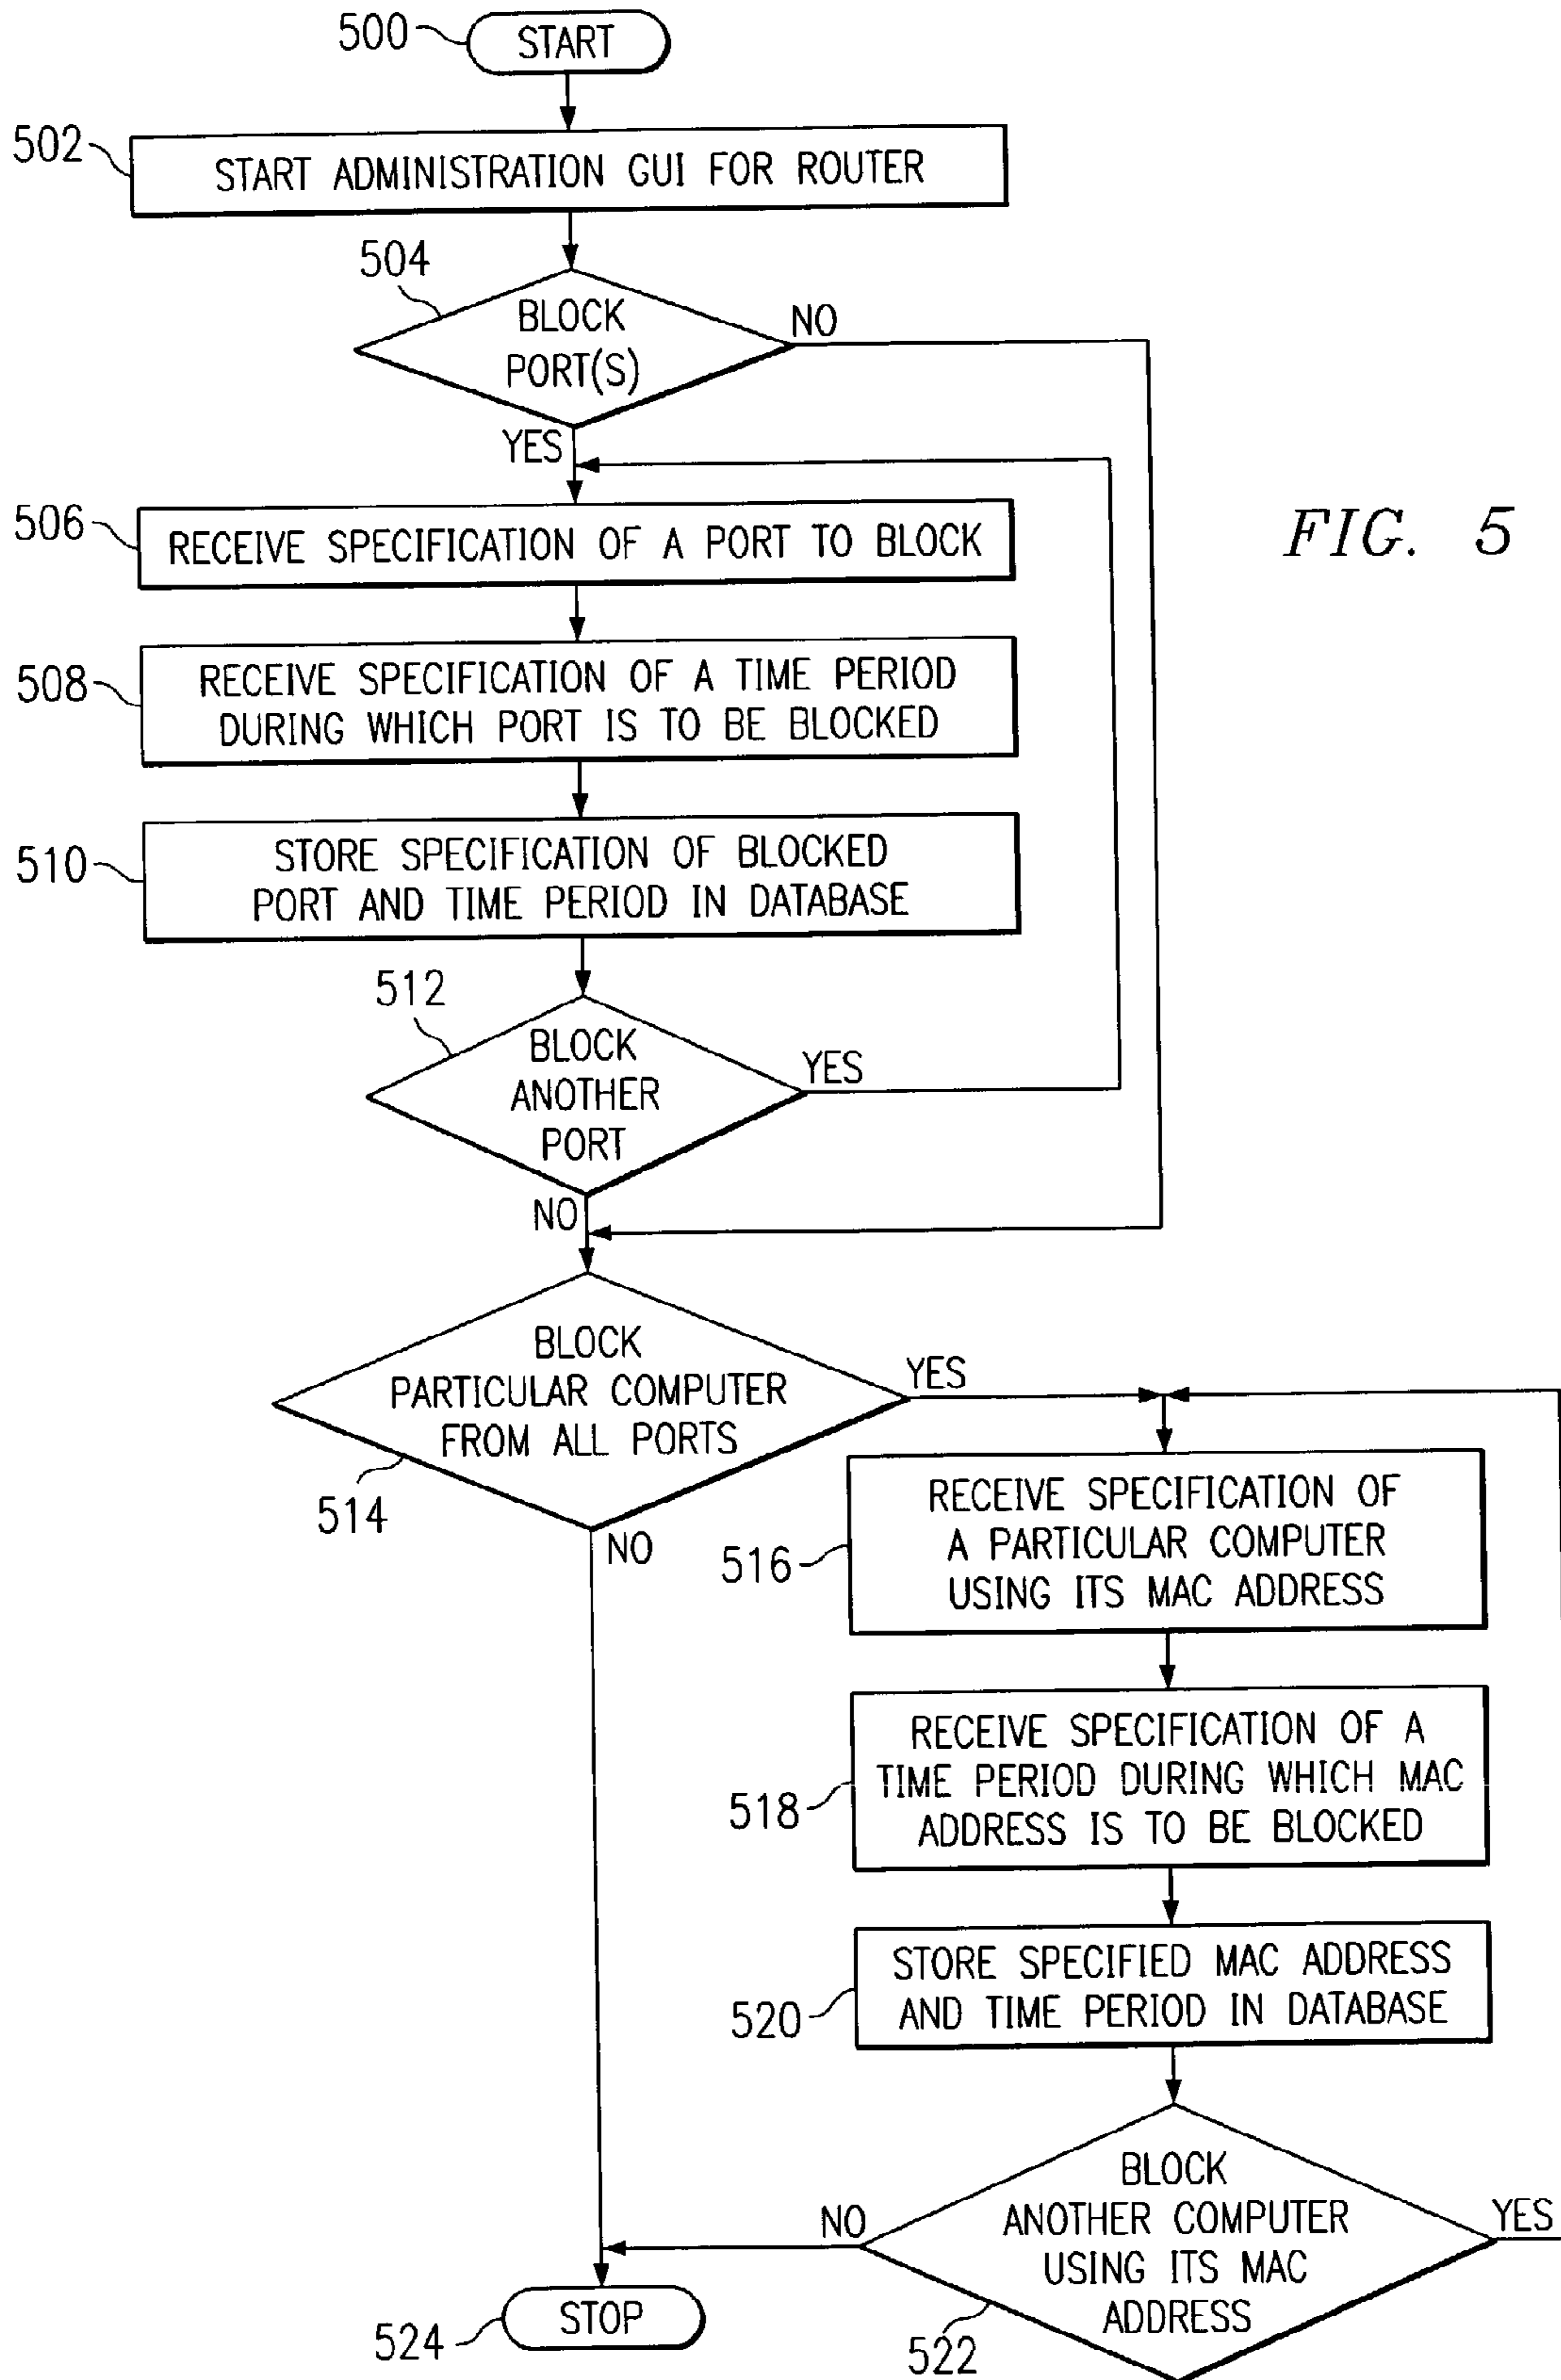 500
START
502
START ADMINISTRATION GUI FOR ROUTER
504
BLOCK
PORT(S)
NO
YES
506
RECEIVE SPECIFICATION OF A PORT TO BLOCK
FIG. 5
508
RECEIVE SPECIFICATION OF A TIME PERIOD
DURING WHICH PORT IS TO BE BLOCKED
510
STORE SPECIFICATION OF BLOCKED
PORT AND TIME PERIOD IN DATABASE
512
BLOCK
ANOTHER
PORT
YES
NO
BLOCK
PARTICULAR COMPUTER
FROM ALL PORTS
YES
514
NO
516
RECEIVE SPECIFICATION OF
A PARTICULAR COMPUTER
USING ITS MAC ADDRESS
518
RECEIVE SPECIFICATION OF A
TIME PERIOD DURING WHICH MAC
ADDRESS IS TO BE BLOCKED
520
STORE SPECIFIED MAC ADDRESS
AND TIME PERIOD IN DATABASE
BLOCK
ANOTHER COMPUTER
USING ITS MAC
ADDRESS
NO
YES
522
524
STOP